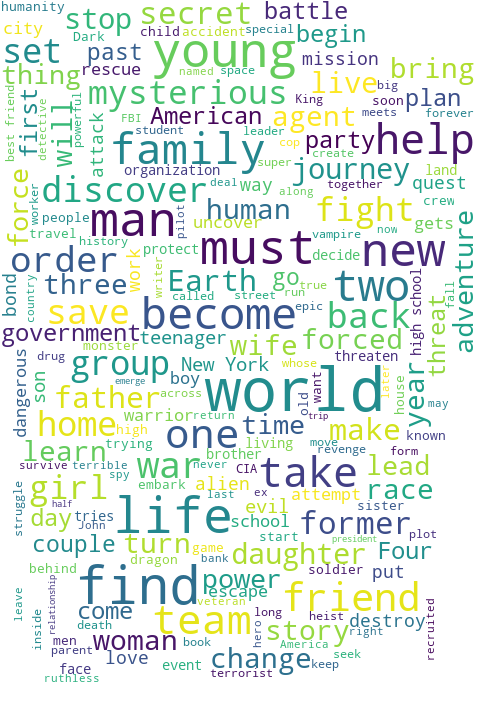 humanity
stop
secret
battle
city
Dark
child
accident
special
begin
set
past
young
mission
thing
rescue
named
space
bring
best friend
detective
powerful
mysterious
King
soon
big
first
will
FBI
American
agent
live
plan
meets
forever
attack
student
leader
cop
party
help
family
super
create
organization
journey
together
land
force
worker
discover
deal
way
along
quest
crew
people
man
pilot
human
fight
gets
travel
uncover
vampire
now
adventure
history
must
decide
order
work
writer
protect
new
bond
country
three
Earth
go
true
two
high school
threat
fall
called
street
run
save
become
epic
back
may
government
teenager
wife
forced
monster
New York
whose
threaten
dangerous
drug
group
boy
year
son
emerge
across
world
want
old
later
house
father
warrior
return
trip
home
high
one
time
make
known
learn
trying
brother
living
move
form
survive
terrible
war
never
CIA
take
revenge
lead
spy
embark
alien
girl
last
ex
attempt
sister
race
struggle
half
life
evil
day
tries
John
school
former
plot
couple
turn
game
start
president
behind
dragon
bank
daughter
Four
find
power
soldier
put
leave
relationship
escape
veteran
friend
come
team
long
heist
recruited
inside
death
hero
story
destroy
men
woman
book
America
right
parent
love
change
keep
seek
face
event
ruthless
terrorist